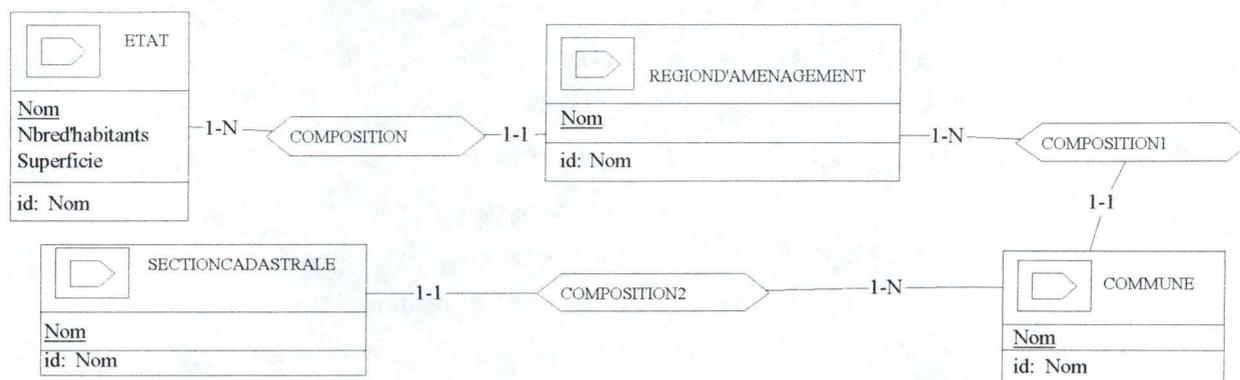 ETAT
Nom
Nbred'habitants
Superficie
id: Nom
1-N
COMPOSITION
1-1
REGIOND'AMENAGEMENT
Nom
id: Nom
1-N
COMPOSITION1
1-1
SECTIONCADASTRALE
Nom
id: Nom
1-1
COMPOSITION2
1-N
COMMUNE
Nom
id: Nom